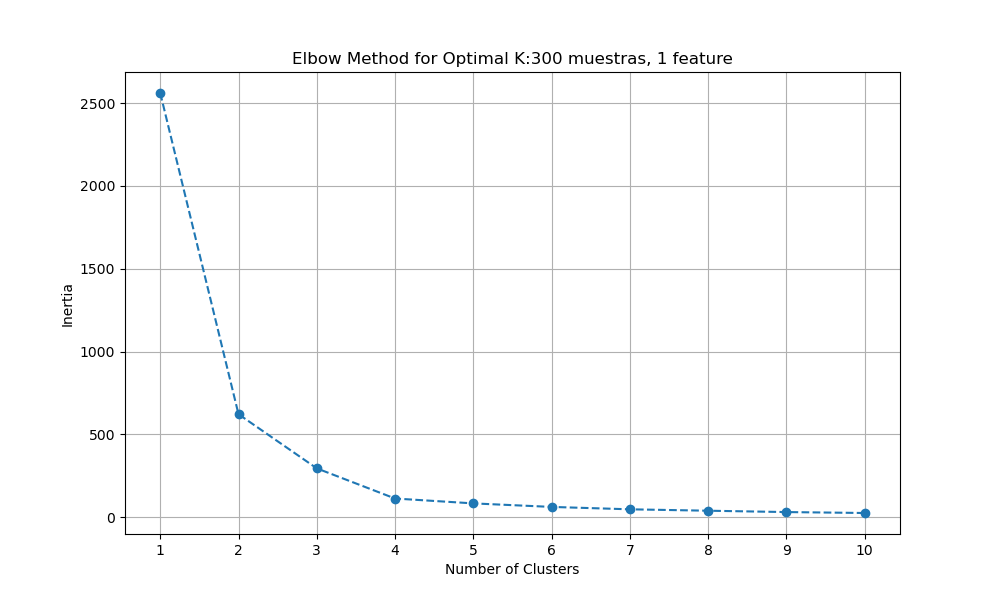 Elbow Method for Optimal K:300 muestras, 1 feature
2500
2000
1500
1000
500
0
Inertia
1 2 3 4 5 6 7 8 9 10
Number of Clusters